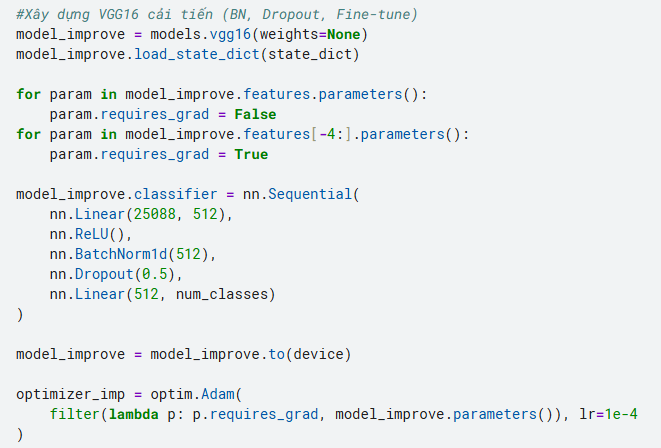 #Xây dựng VGG16 cải tiến (BN, Dropout, Fine-tune)
model_improve = models.vgg16(weights=None)
model_improve.load_state_dict(state_dict)
for param in model_improve.features.parameters():
    param.requires_grad = False
for param in model_improve.features[-4:].parameters():
    param.requires_grad = True
model_improve.classifier = nn.Sequential(
    nn.Linear(25088, 512),
    nn.ReLU(),
    nn.BatchNorm1d(512),
    nn.Dropout(0.5),
    nn.Linear(512, num_classes)
)
model_improve = model_improve.to(device)
optimizer_imp = optim.Adam(
    filter(lambda p: p.requires_grad, model_improve.parameters()), lr=1e-4
)